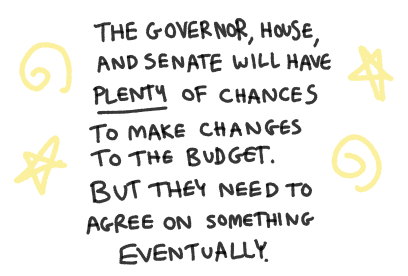 THE GOVERNOR, HOUSE,
AND SENATE WILL HAVE
PLENTY OF CHANCES
TO MAKE CHANGES
TO THE BUDGET.
BUT THEY NEED TO
AGREE ON SOMETHING
EVENTUALLY.